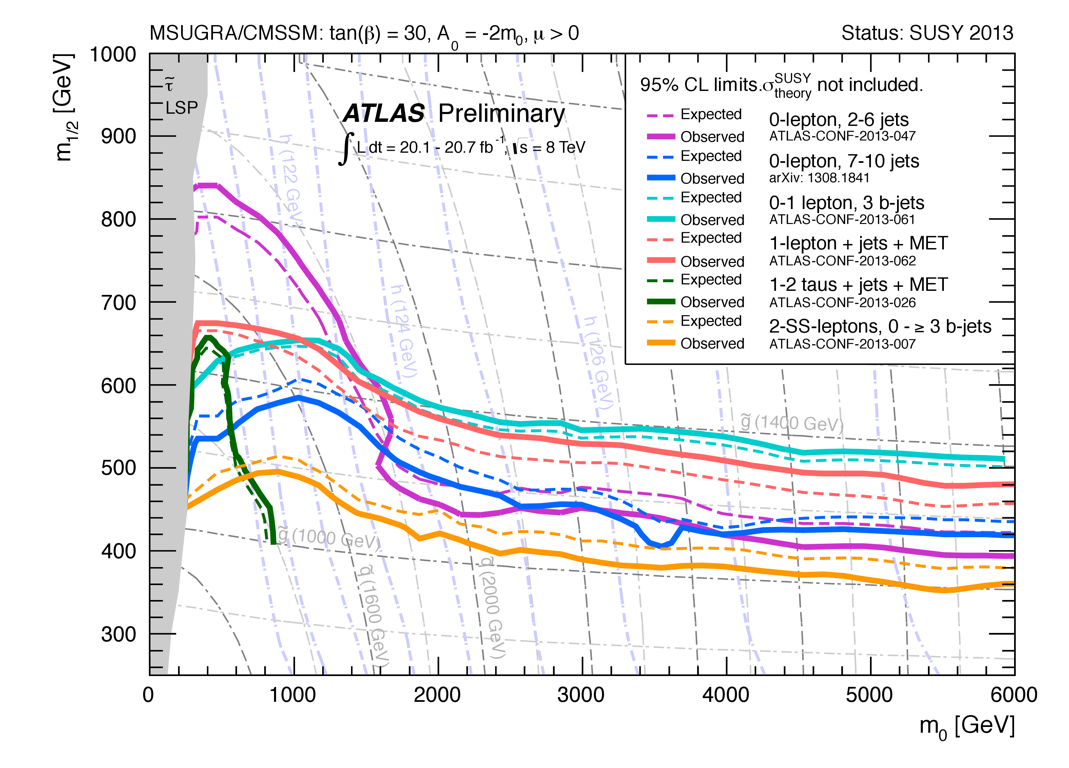 MSUGRA/CMSSM: tan(β) = 30, A₀ = -2m₀, μ > 0
Status: SUSY 2013
m₁/₂ [GeV]
1000
900
800
700
600
500
400
300
0
1000
2000
3000
4000
5000
6000
m₀ [GeV]
τ̃
LSP
ATLAS Preliminary
∫ L dt = 20.1 - 20.7 fb⁻¹, √s = 8 TeV
95% CL limits. σ^SUSY_theory not included.
Expected
Observed
0-lepton, 2-6 jets
ATLAS-CONF-2013-047
Expected
Observed
0-lepton, 7-10 jets
arXiv: 1308.1841
Expected
Observed
0-1 lepton, 3 b-jets
ATLAS-CONF-2013-061
Expected
Observed
1-lepton + jets + MET
ATLAS-CONF-2013-062
Expected
Observed
1-2 taus + jets + MET
ATLAS-CONF-2013-026
Expected
Observed
2-SS-leptons, 0 - ≥ 3 b-jets
ATLAS-CONF-2013-007
h (122 GeV)
h (124 GeV)
h (126 GeV)
g̃ (1400 GeV)
g̃ (1000 GeV)
q̃ (1600 GeV)
q̃ (2000 GeV)